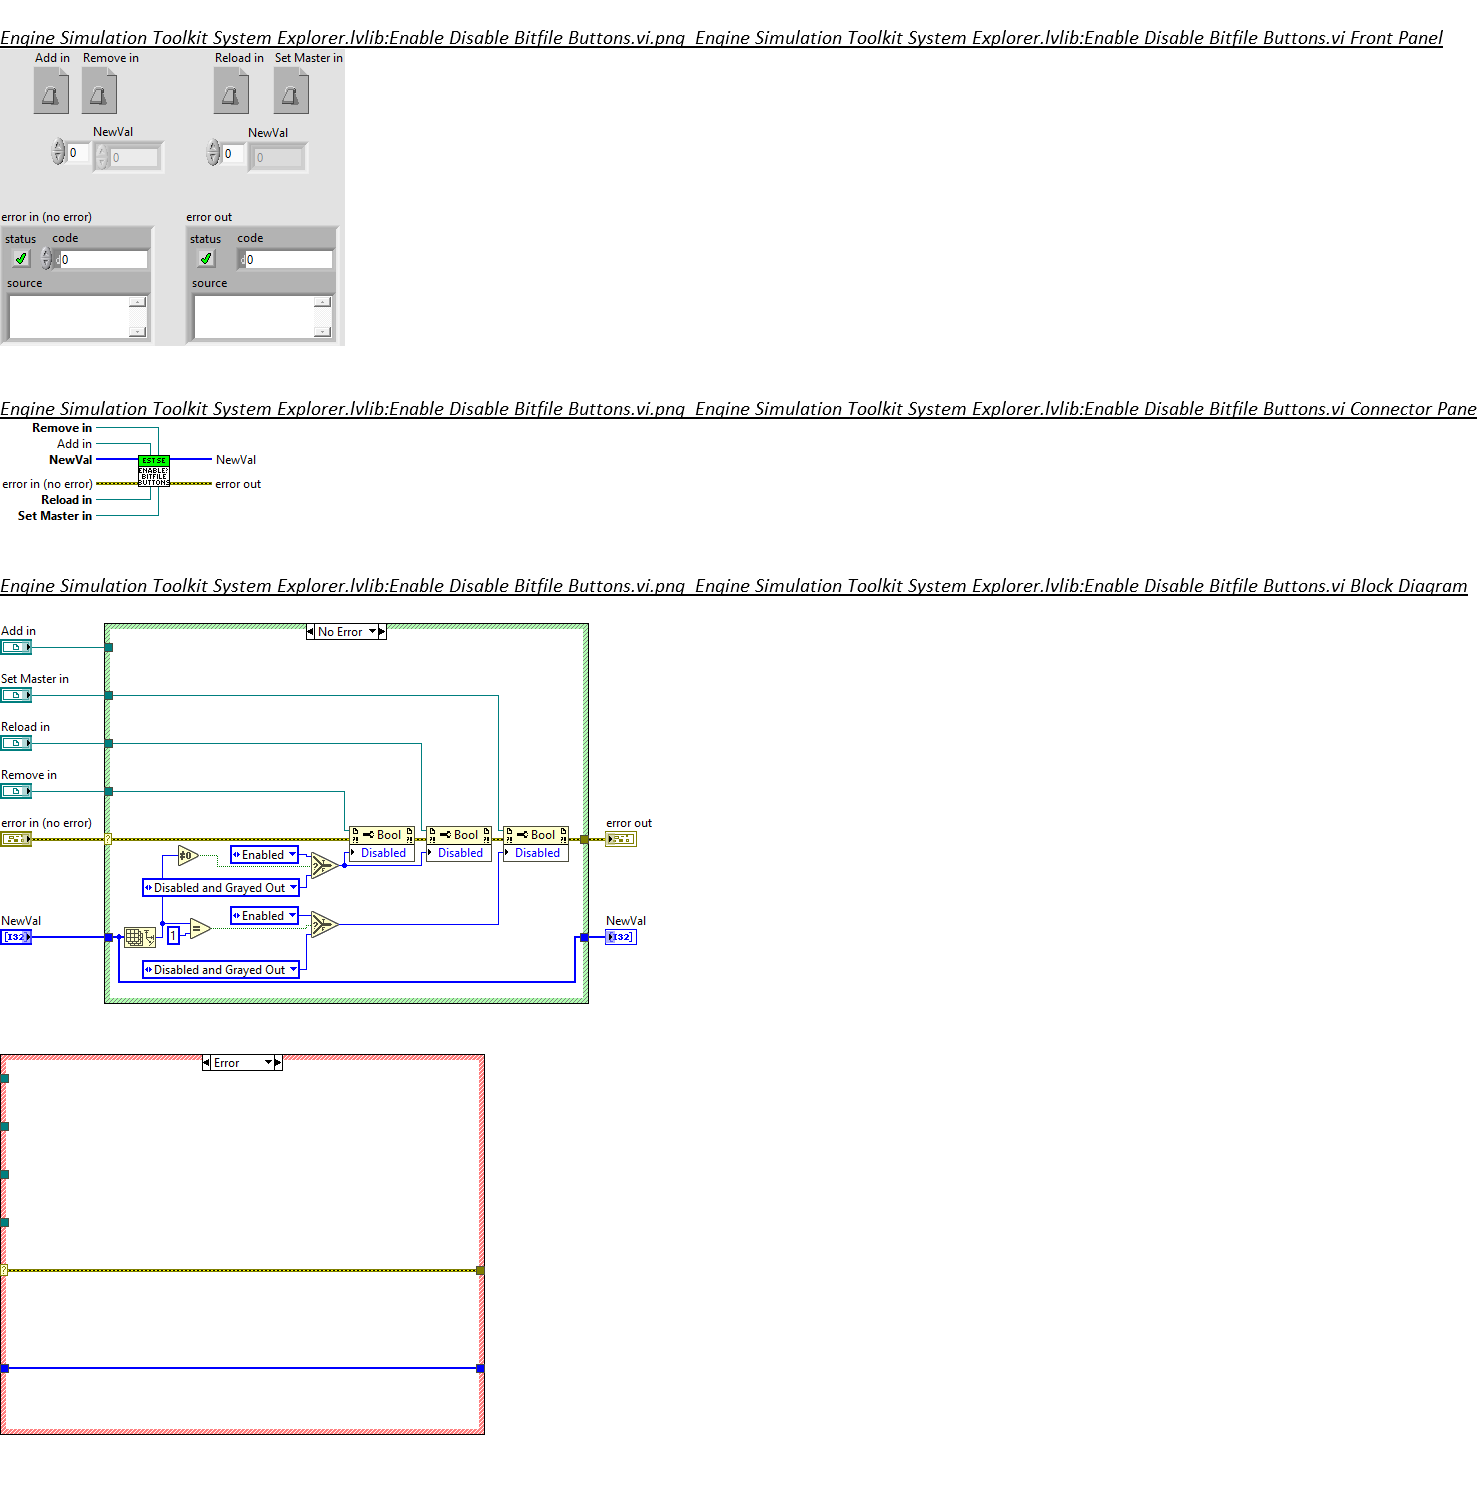 Engine Simulation Toolkit System Explorer.lvlib:Enable Disable Bitfile Buttons.vi.png  Engine Simulation Toolkit System Explorer.lvlib:Enable Disable Bitfile Buttons.vi Front Panel
Add in Remove in Reload in Set Master in
NewVal NewVal
0 0 0 0
error in (no error) error out
status code status code
d 0 d 0
source source
Engine Simulation Toolkit System Explorer.lvlib:Enable Disable Bitfile Buttons.vi.png  Engine Simulation Toolkit System Explorer.lvlib:Enable Disable Bitfile Buttons.vi Connector Pane
Remove in
Add in
NewVal NewVal
EST SE
ENABLE?
BITFILE
BUTTONS
error in (no error) error out
Reload in
Set Master in
Engine Simulation Toolkit System Explorer.lvlib:Enable Disable Bitfile Buttons.vi.png  Engine Simulation Toolkit System Explorer.lvlib:Enable Disable Bitfile Buttons.vi Block Diagram
Add in
No Error
Set Master in
Reload in
Remove in
error in (no error) error out
? Bool ?! Bool ?! Bool ?!
Disabled Disabled Disabled
≠0 Enabled
? T F
Disabled and Grayed Out
Enabled
NewVal NewVal
[I32] 1 = ? T F [I32]
Disabled and Grayed Out
Error
?